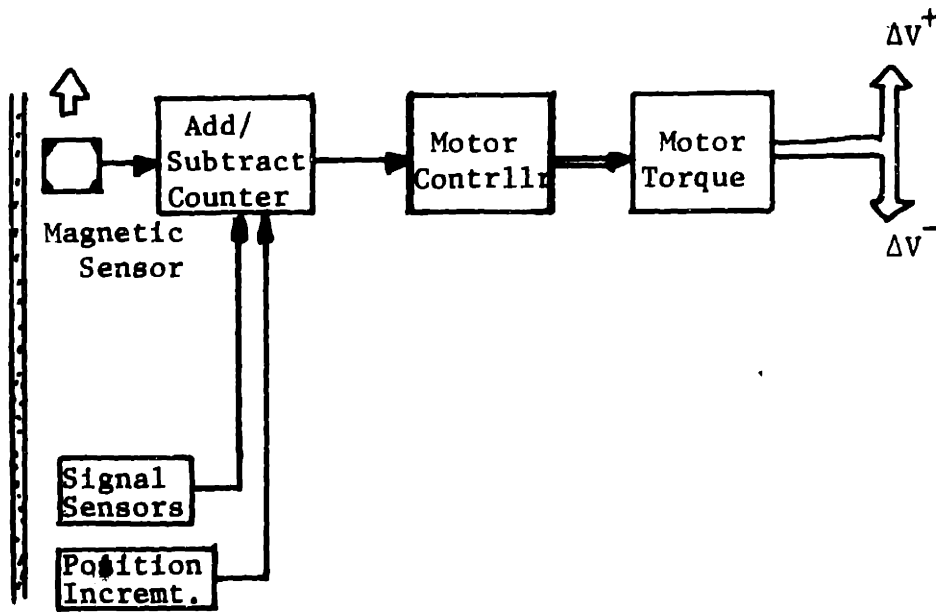 ΔV⁺
Add/
Subtract
Counter
Motor
Contrllr
Motor
Torque
ΔV⁻
Magnetic
Sensor
Signal
Sensors
Position
Incremt.